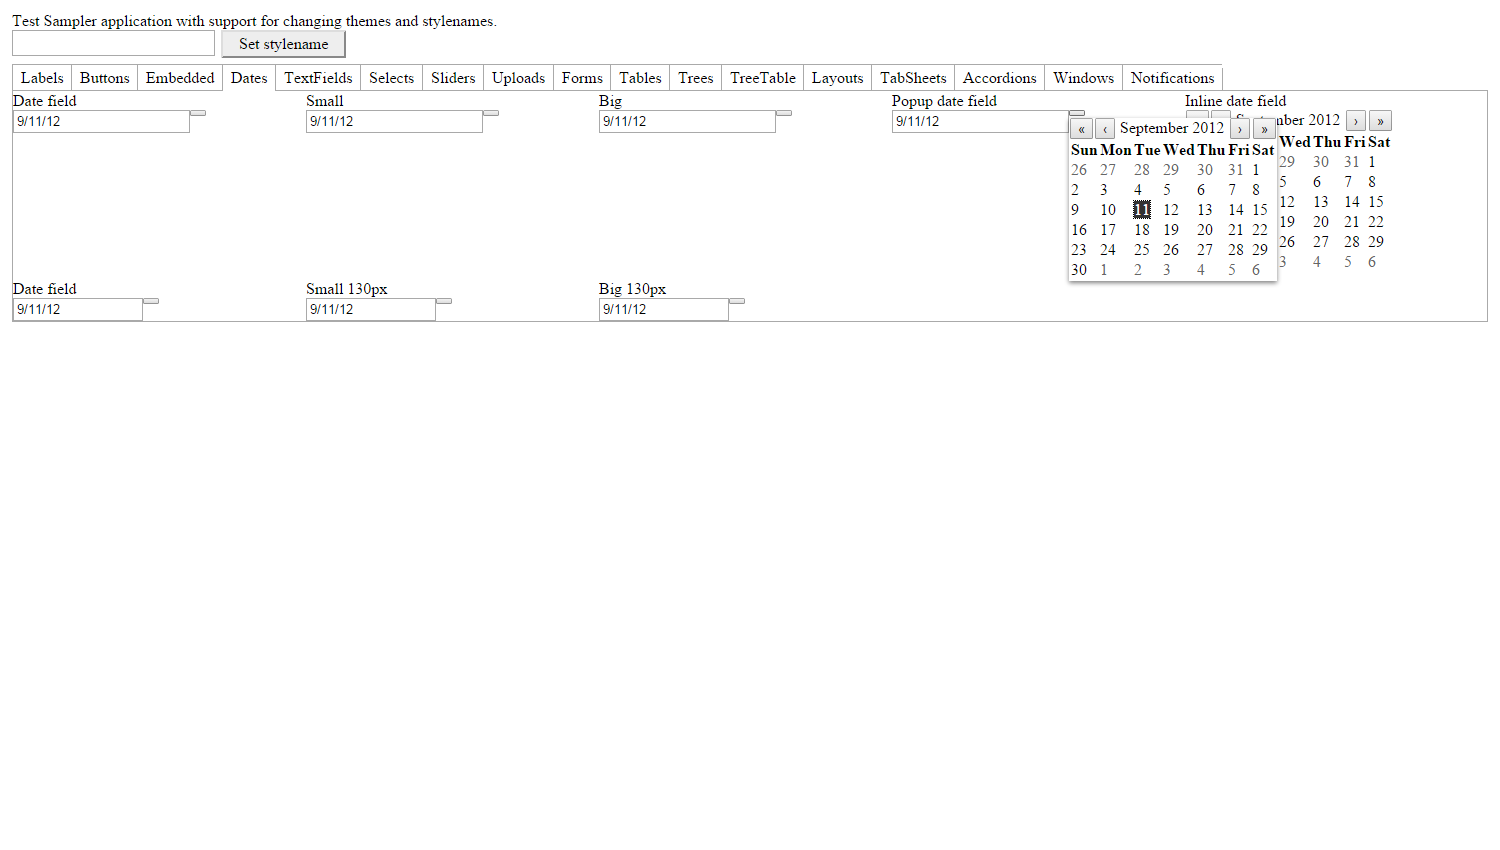 Test Sampler application with support for changing themes and stylenames.
Set stylename
Labels Buttons Embedded Dates TextFields Selects Sliders Uploads Forms Tables Trees TreeTable Layouts TabSheets Accordions Windows Notifications
Date field Small Big Popup date field Inline date field
9/11/12 9/11/12 9/11/12 9/11/12
« ‹ September 2012 › »
Sun Mon Tue Wed Thu Fri Sat
26 27 28 29 30 31 1
2 3 4 5 6 7 8
9 10 11 12 13 14 15
16 17 18 19 20 21 22
23 24 25 26 27 28 29
30 1 2 3 4 5 6
2012 › »
Wed Thu Fri Sat
29 30 31 1
5 6 7 8
12 13 14 15
19 20 21 22
26 27 28 29
3 4 5 6
Date field Small 130px Big 130px
9/11/12 9/11/12 9/11/12